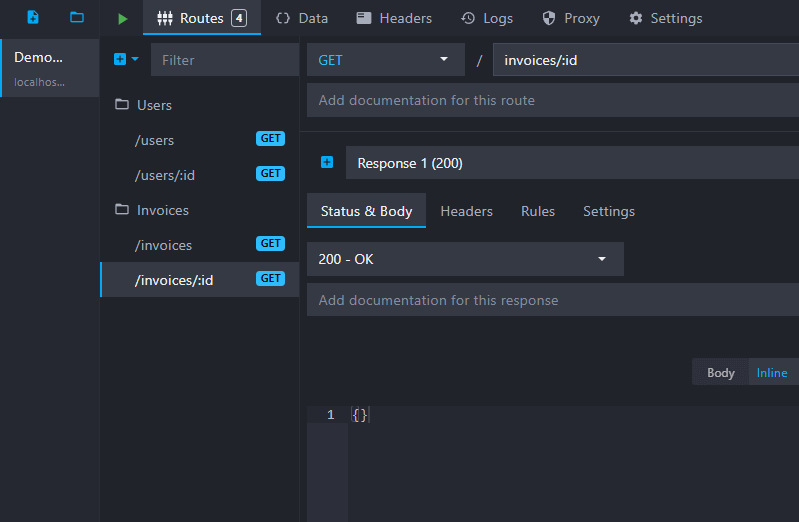 Routes 4 Data Headers Logs Proxy Settings
Demo...
localhos...
Filter
Users
/users GET
/users/:id GET
Invoices
/invoices GET
/invoices/:id GET
GET / invoices/:id
Add documentation for this route
Response 1 (200)
Status & Body Headers Rules Settings
200 - OK
Add documentation for this response
Body Inline
1 {}